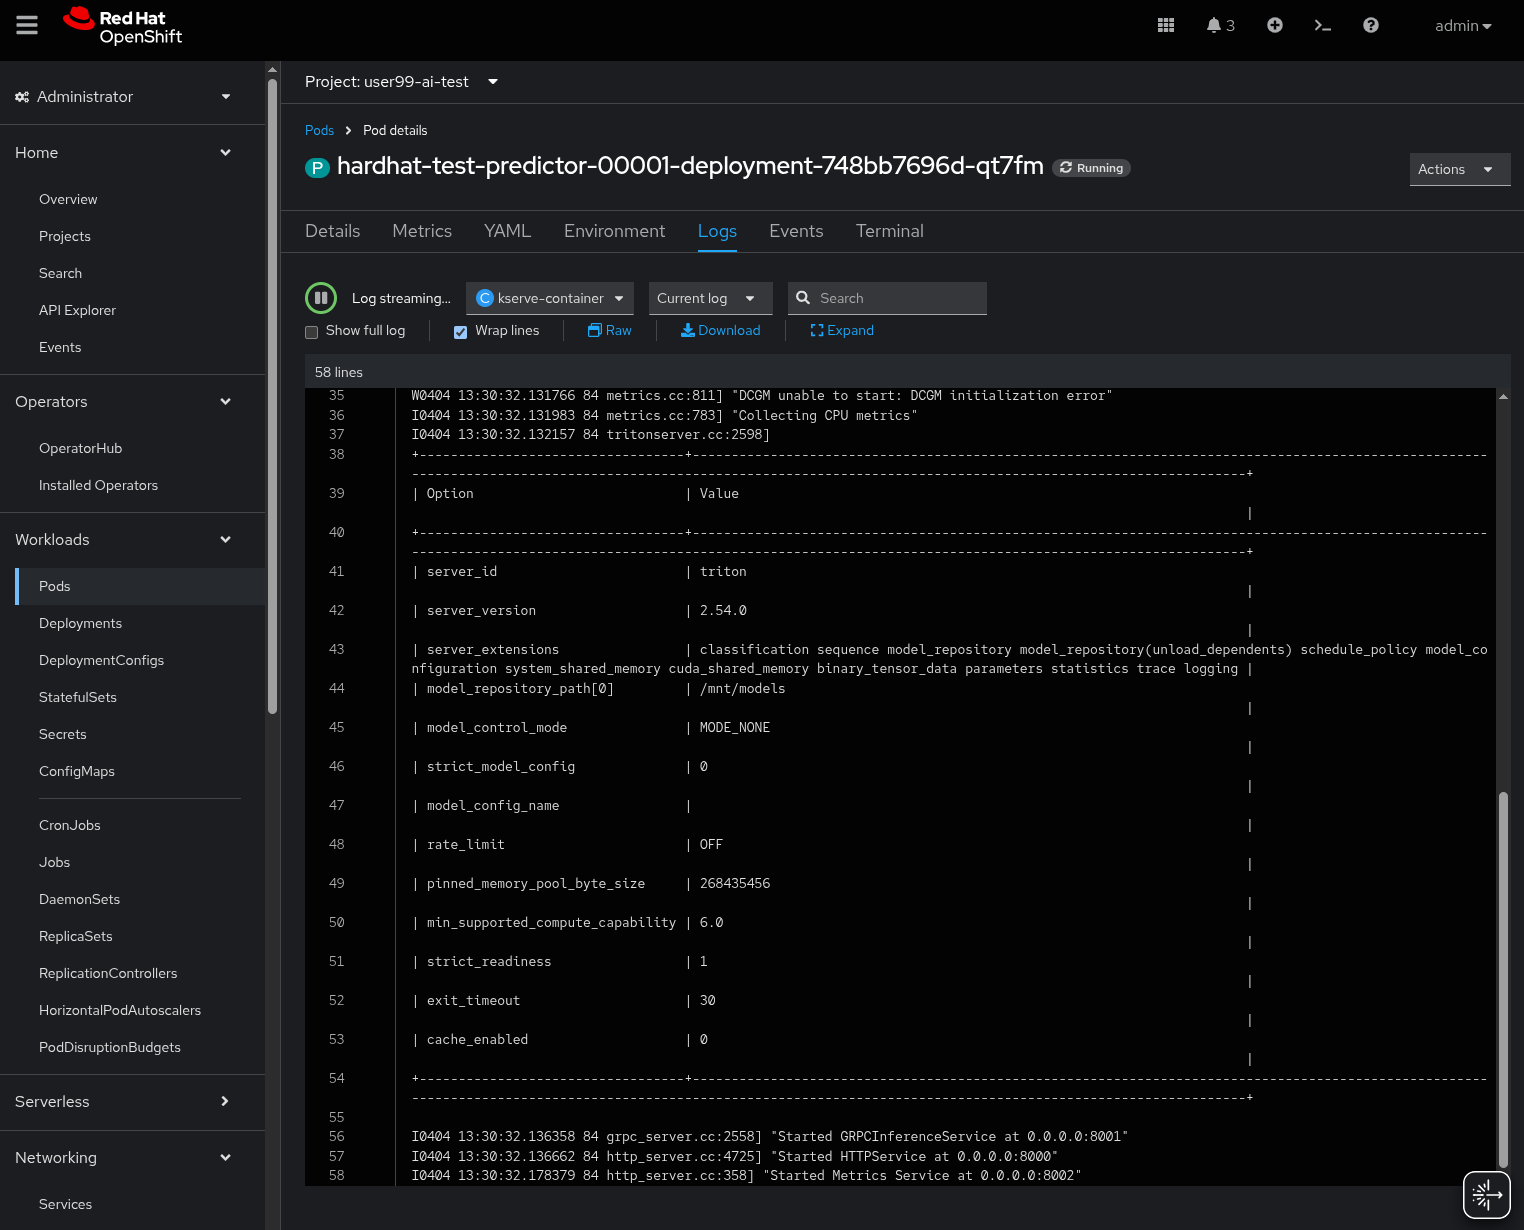 Red Hat
OpenShift
3
admin
Administrator
Home
Overview
Projects
Search
API Explorer
Events
Operators
OperatorHub
Installed Operators
Workloads
Pods
Deployments
DeploymentConfigs
StatefulSets
Secrets
ConfigMaps
CronJobs
Jobs
DaemonSets
ReplicaSets
ReplicationControllers
HorizontalPodAutoscalers
PodDisruptionBudgets
Serverless
Networking
Services
Project: user99-ai-test
Pods > Pod details
P hardhat-test-predictor-00001-deployment-748bb7696d-qt7fm Running
Actions
Details Metrics YAML Environment Logs Events Terminal
Log streaming... C kserve-container Current log Search
Show full log Wrap lines Raw Download Expand
58 lines
35 W0404 13:30:32.131766 84 metrics.cc:811] "DCGM unable to start: DCGM initialization error"
36 I0404 13:30:32.131983 84 metrics.cc:783] "Collecting CPU metrics"
37 I0404 13:30:32.132157 84 tritonserver.cc:2598]
38 +----------------------------------+------------------------------------------------------------------------------------------------------
-----------------------------------------------------------------------------------------------------------+
39 | Option | Value
|
40 +----------------------------------+------------------------------------------------------------------------------------------------------
-----------------------------------------------------------------------------------------------------------+
41 | server_id | triton
|
42 | server_version | 2.54.0
|
43 | server_extensions | classification sequence model_repository model_repository(unload_dependents) schedule_policy model_co
nfiguration system_shared_memory cuda_shared_memory binary_tensor_data parameters statistics trace logging |
44 | model_repository_path[0] | /mnt/models
|
45 | model_control_mode | MODE_NONE
|
46 | strict_model_config | 0
|
47 | model_config_name |
|
48 | rate_limit | OFF
|
49 | pinned_memory_pool_byte_size | 268435456
|
50 | min_supported_compute_capability | 6.0
|
51 | strict_readiness | 1
|
52 | exit_timeout | 30
|
53 | cache_enabled | 0
|
54 +----------------------------------+------------------------------------------------------------------------------------------------------
-----------------------------------------------------------------------------------------------------------+
55
56 I0404 13:30:32.136358 84 grpc_server.cc:2558] "Started GRPCInferenceService at 0.0.0.0:8001"
57 I0404 13:30:32.136662 84 http_server.cc:4725] "Started HTTPService at 0.0.0.0:8000"
58 I0404 13:30:32.178379 84 http_server.cc:358] "Started Metrics Service at 0.0.0.0:8002"